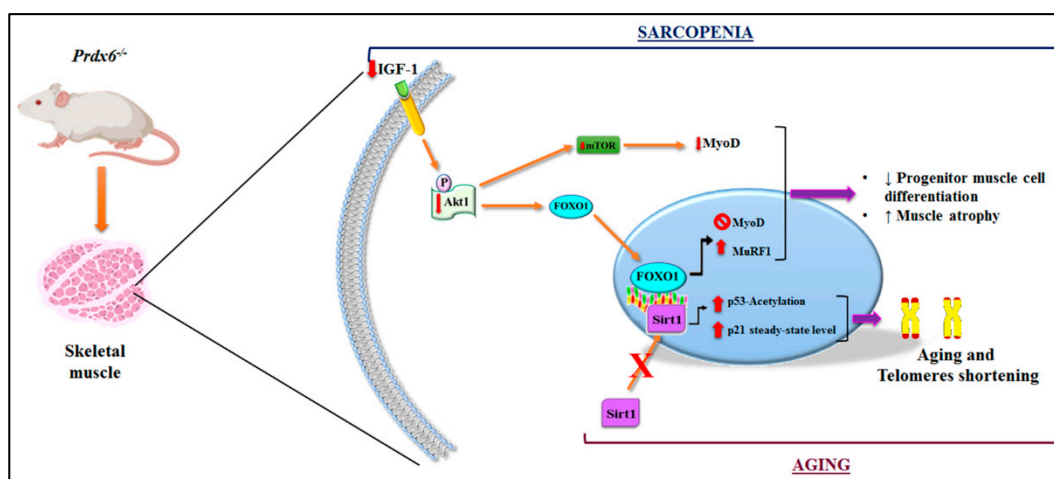 SARCOPENIA
Prdx6-/-
IGF-1
mTOR
MyoD
P
Akt1
FOXO1
• ↓ Progenitor muscle cell
differentiation
• ↑ Muscle atrophy
MyoD
MuRF1
FOXO1
Sirt1
p53-Acetylation
p21 steady-state level
Skeletal
muscle
X
Sirt1
Aging and
Telomeres shortening
AGING